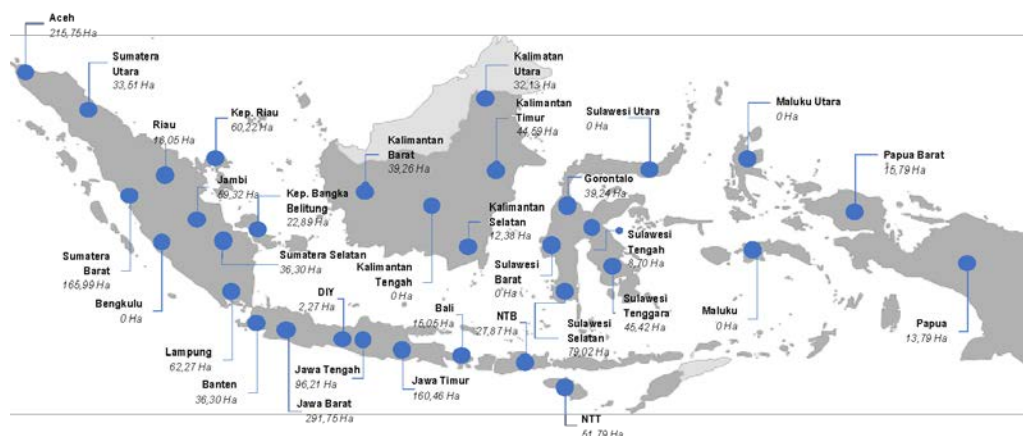 Aceh
215,75 Ha
Sumatera
Utara
33,51 Ha
Riau
16,05 Ha
Kep. Riau
60,22 Ha
Jambi
69,32 Ha
Kep. Bangka
Belitung
22,89 Ha
Sumatera Selatan
36,30 Ha
Sumatera
Barat
165,99 Ha
Bengkulu
0 Ha
Lampung
62,27 Ha
Banten
36,30 Ha
Jawa Barat
291,75 Ha
Jawa Tengah
96,21 Ha
DIY
2,27 Ha
Jawa Timur
160,46 Ha
Bali
15,05 Ha
NTB
27,87 Ha
NTT
51,79 Ha
Kalimantan
Barat
39,26 Ha
Kalimantan
Tengah
0 Ha
Kalimantan
Selatan
12,38 Ha
Kalimantan
Timur
44,59 Ha
Kalimatan
Utara
32,13 Ha
Sulawesi Utara
0 Ha
Gorontalo
39,24 Ha
Sulawesi
Tengah
8,70 Ha
Sulawesi
Barat
0 Ha
Sulawesi
Selatan
79,02 Ha
Sulawesi
Tenggara
45,42 Ha
Maluku Utara
0 Ha
Maluku
0 Ha
Papua Barat
15,79 Ha
Papua
13,79 Ha